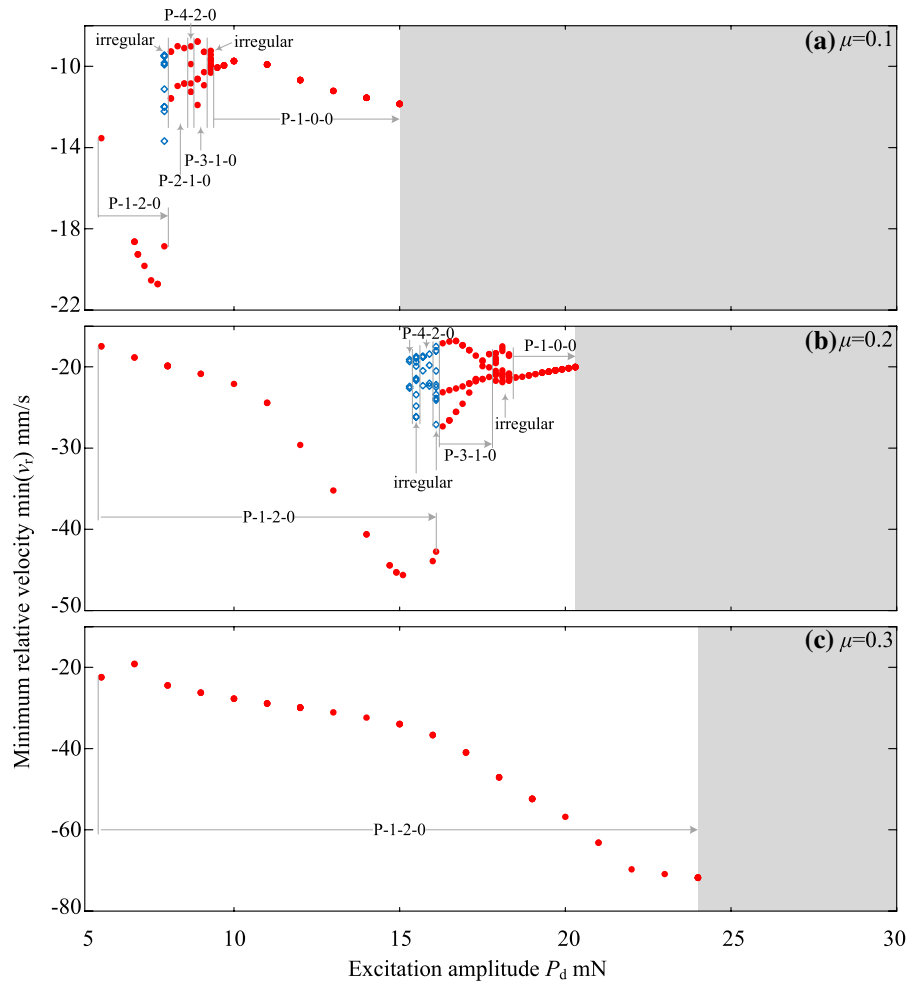 P-4-2-0
irregular
irregular
(a) μ=0.1
-10
P-1-0-0
-14
P-3-1-0
P-2-1-0
P-1-2-0
-18
-22
P-4-2-0
(b) μ=0.2
P-1-0-0
-20
irregular
-30
P-3-1-0
irregular
P-1-2-0
-40
-50
(c) μ=0.3
-20
-40
-60
P-1-2-0
-80
5 10 15 20 25 30
Excitation amplitude Pd mN
Minimum relative velocity min(vr) mm/s